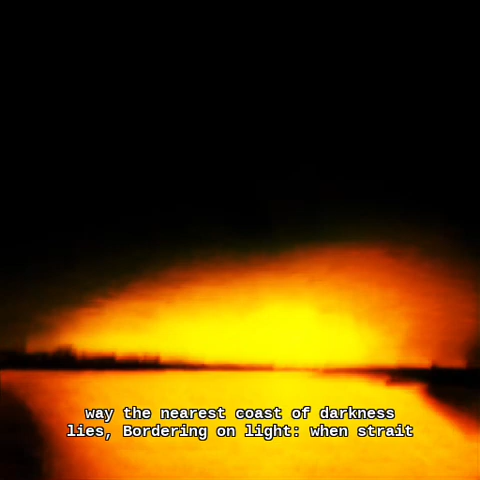 way the nearest coast of darkness
lies, Bordering on light: when strait